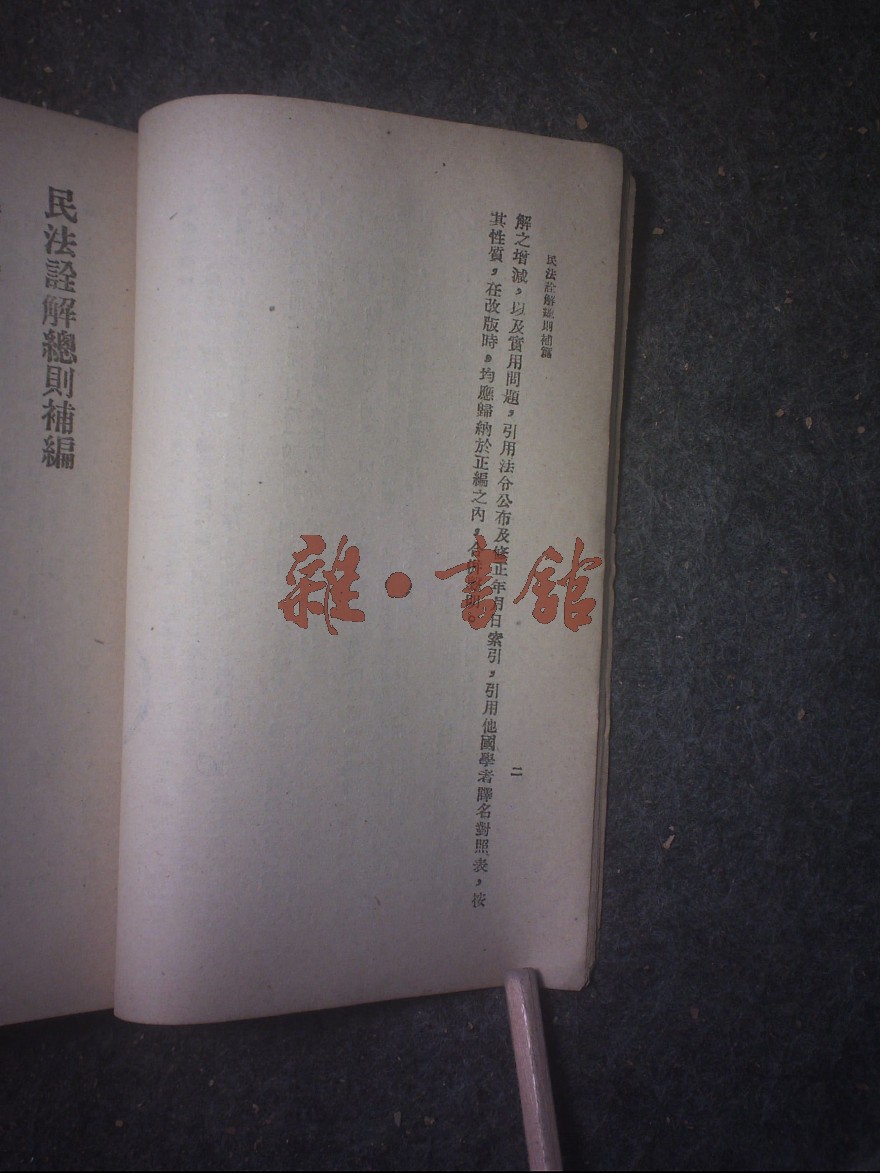 民法詮解總則補編
二
解之增減，以及實用問題，引用法令公布及修正年月日索引，引用他國學者譯名對照表，按
其性質，在改版時，均應歸納於正編之內，合併
雜·書館
民法詮解總則補編